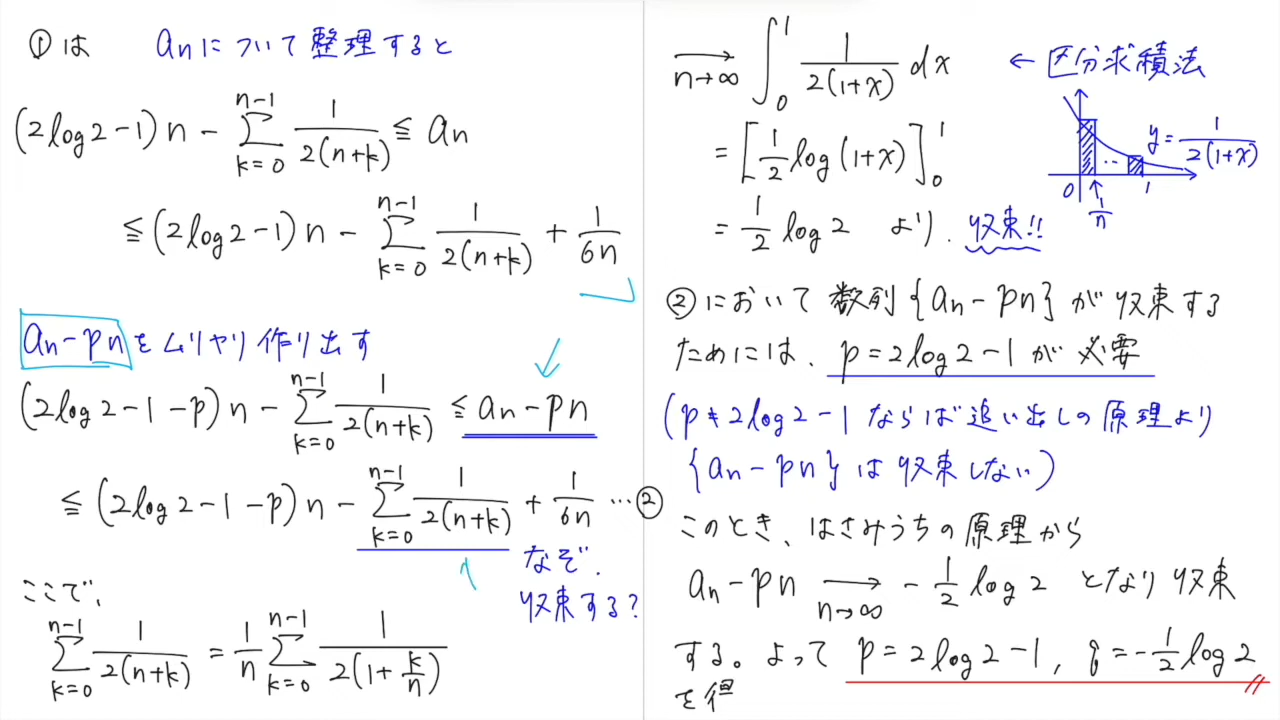 ①は anについて整理すると
(2log2-1)n - Σ_{k=0}^{n-1} 1/(2(n+k)) ≦ an
≦ (2log2-1)n - Σ_{k=0}^{n-1} 1/(2(n+k)) + 1/(6n)
an-pn をムリヤリ作り出す
(2log2-1-p)n - Σ_{k=0}^{n-1} 1/(2(n+k)) ≦ an-pn
≦ (2log2-1-p)n - Σ_{k=0}^{n-1} 1/(2(n+k)) + 1/(6n) …②
なぜ、
収束する?
ここで、
Σ_{k=0}^{n-1} 1/(2(n+k)) = 1/n Σ_{k=0}^{n-1} 1/(2(1+k/n))
→_{n→∞} ∫_0^1 1/(2(1+x)) dx ← 区分求積法
= [1/2 log(1+x)]_0^1
y=1/(2(1+x))
0 1/n ‥ 1
= 1/2 log2 より、収束!!
②において 数列{an-pn}が収束する
ためには、p=2log2-1が必要
(p≠2log2-1ならば追い出しの原理より
{an-pn}は収束しない)
このとき、はさみうちの原理から
an-pn →_{n→∞} -1/2 log2 となり収束
する。よって p=2log2-1, q=-1/2 log2
を得